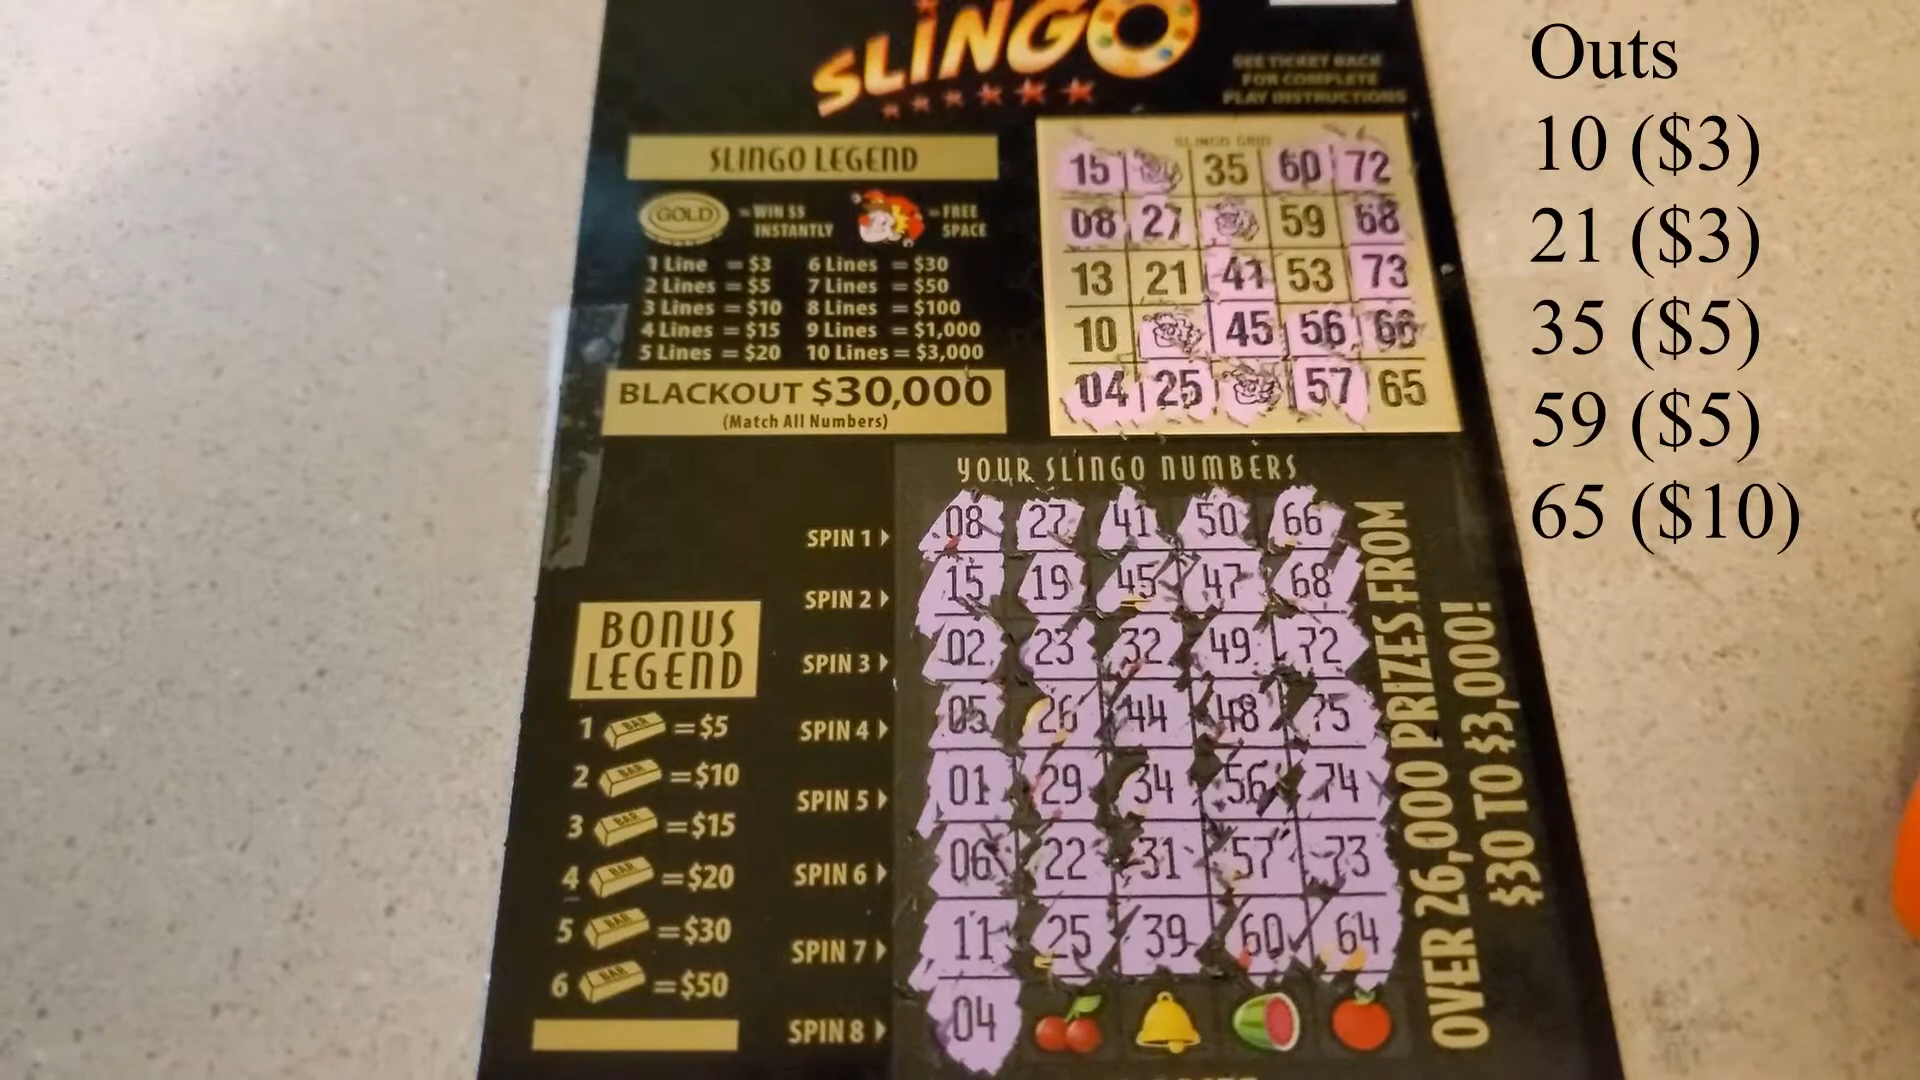 SLINGO
SEE TICKET BACK
FOR COMPLETE
PLAY INSTRUCTIONS
SLINGO LEGEND
GOLD = WIN $5 INSTANTLY
= FREE SPACE
1 Line = $3 6 Lines = $30
2 Lines = $5 7 Lines = $50
3 Lines = $10 8 Lines = $100
4 Lines = $15 9 Lines = $1,000
5 Lines = $20 10 Lines = $3,000
BLACKOUT $30,000
(Match All Numbers)
SLINGO GRID
15 35 60 72
08 27 59 68
13 21 41 53 73
10 45 56 66
04 25 57 65
YOUR SLINGO NUMBERS
SPIN 1 08 27 41 50 66
SPIN 2 15 19 45 47 68
SPIN 3 02 23 32 49 72
SPIN 4 05 26 44 48 75
SPIN 5 01 29 34 56 74
SPIN 6 06 22 31 57 73
SPIN 7 11 25 39 60 64
SPIN 8 04
BONUS
LEGEND
1 BAR = $5
2 BAR = $10
3 BAR = $15
4 BAR = $20
5 BAR = $30
6 BAR = $50
OVER 26,000 PRIZES FROM
$30 TO $3,000!
Outs
10 ($3)
21 ($3)
35 ($5)
59 ($5)
65 ($10)